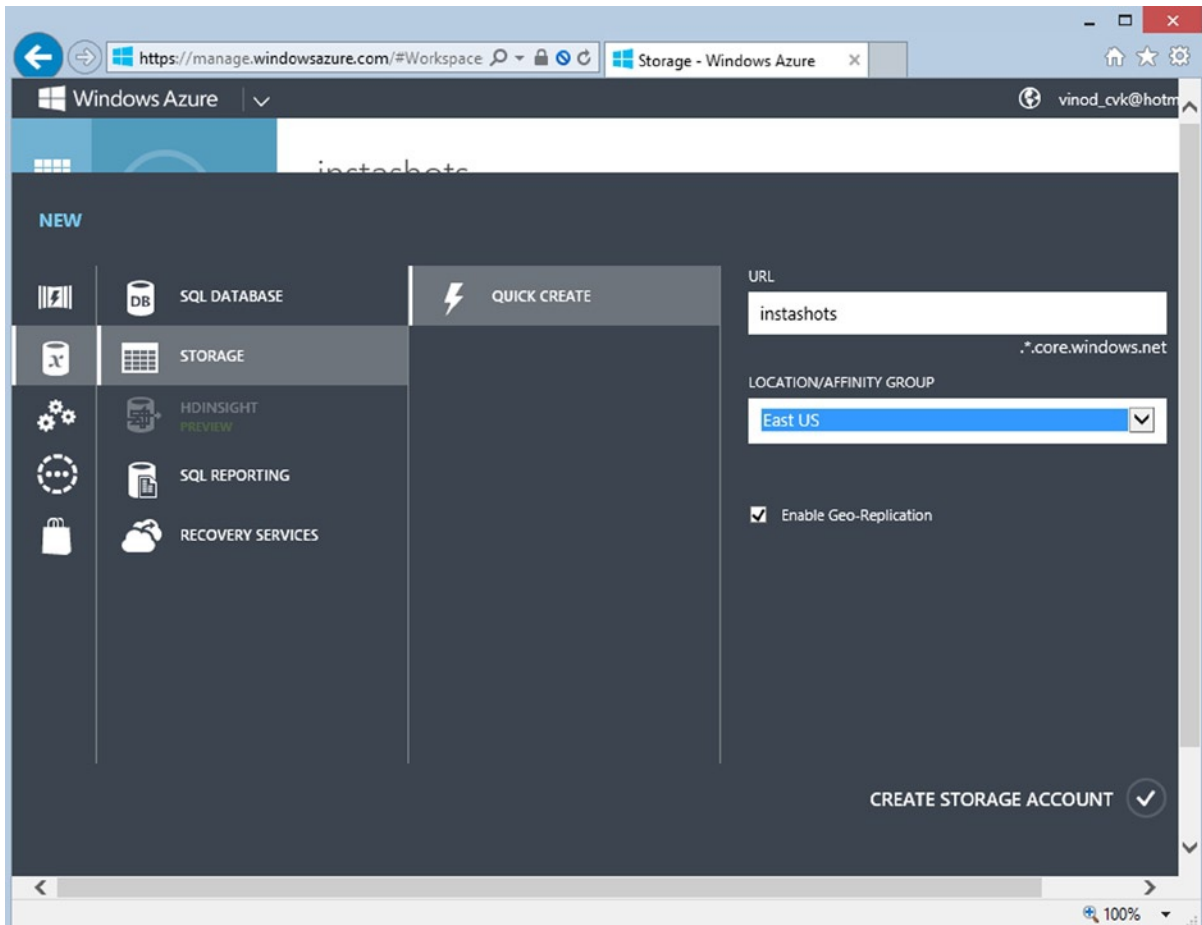 https://manage.windowsazure.com/#Workspace
Storage - Windows Azure
Windows Azure
vinod_cvk@hotm
instashots
NEW
SQL DATABASE
STORAGE
HDINSIGHT
PREVIEW
SQL REPORTING
RECOVERY SERVICES
QUICK CREATE
URL
instashots
.*.core.windows.net
LOCATION/AFFINITY GROUP
East US
Enable Geo-Replication
CREATE STORAGE ACCOUNT
100%